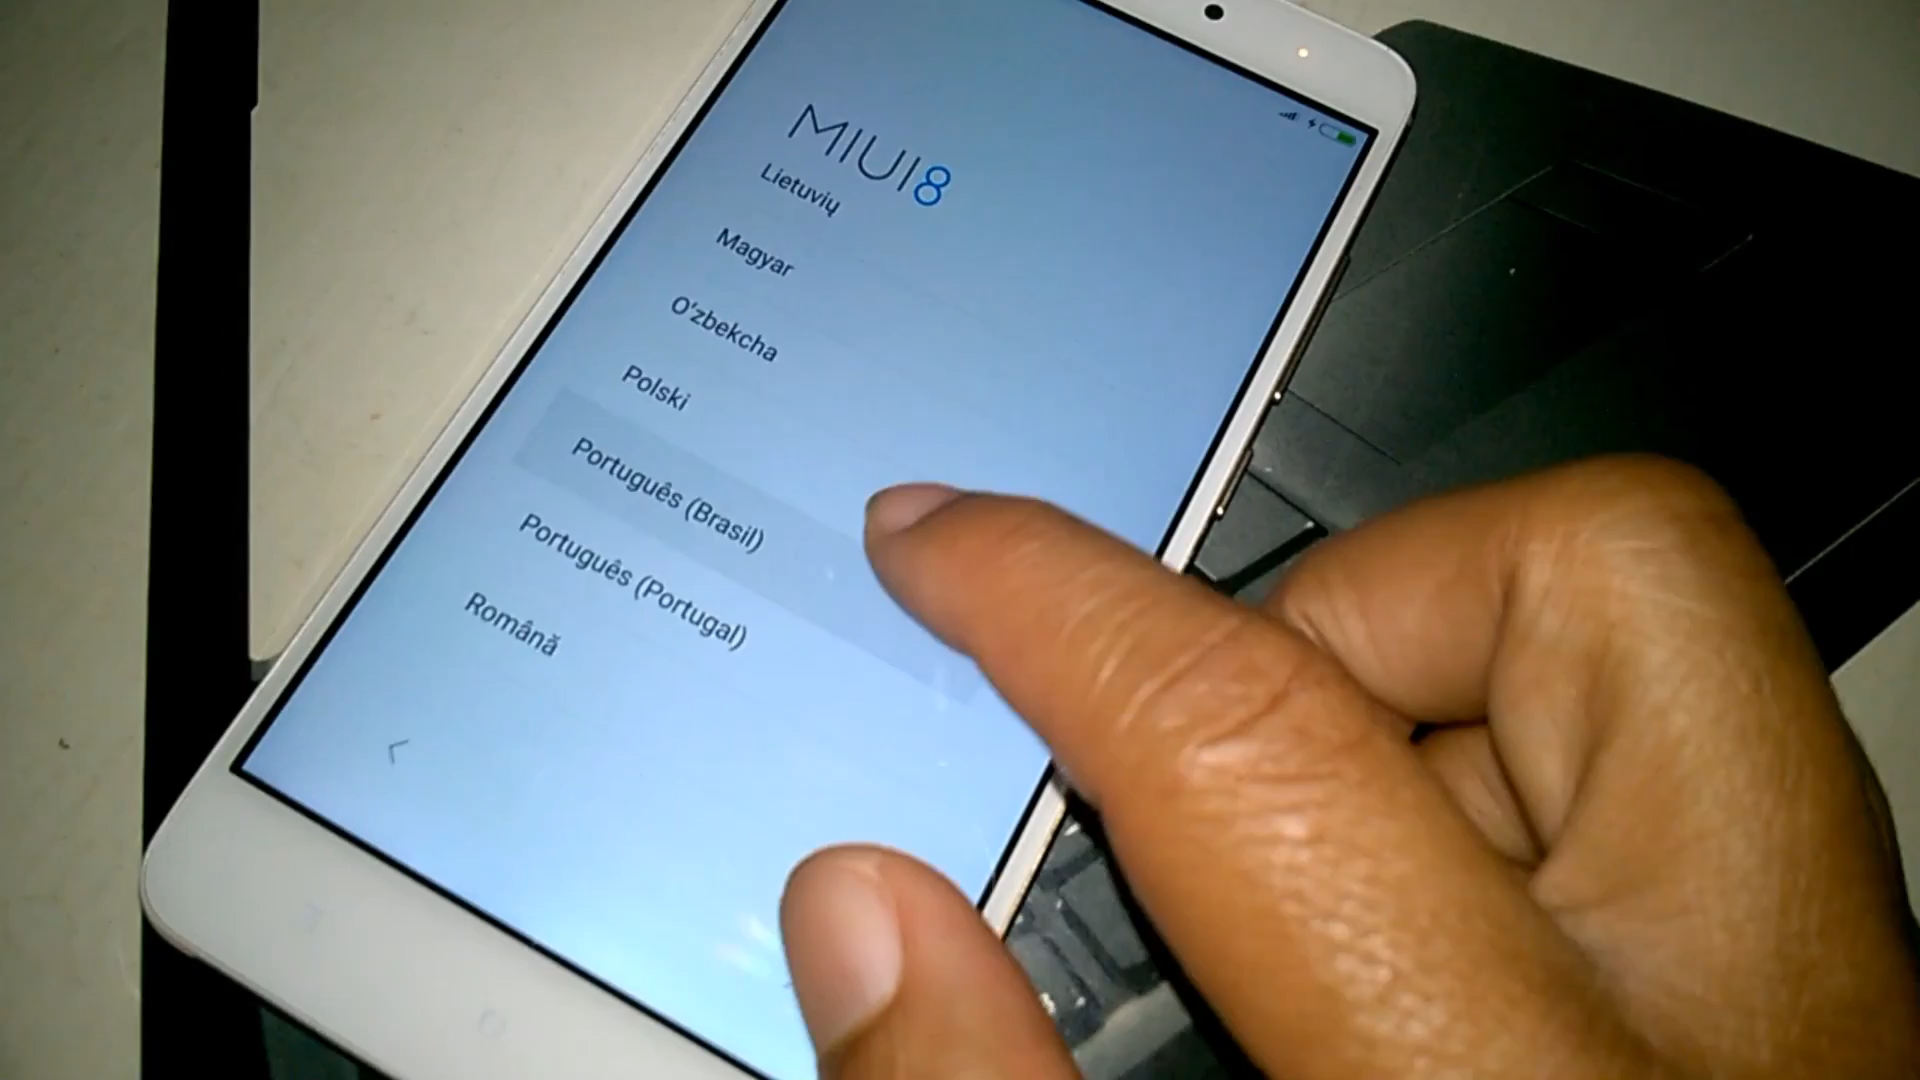 MIUI8
Lietuvių
Magyar
O‘zbekcha
Polski
Português (Brasil)
Português (Portugal)
Română